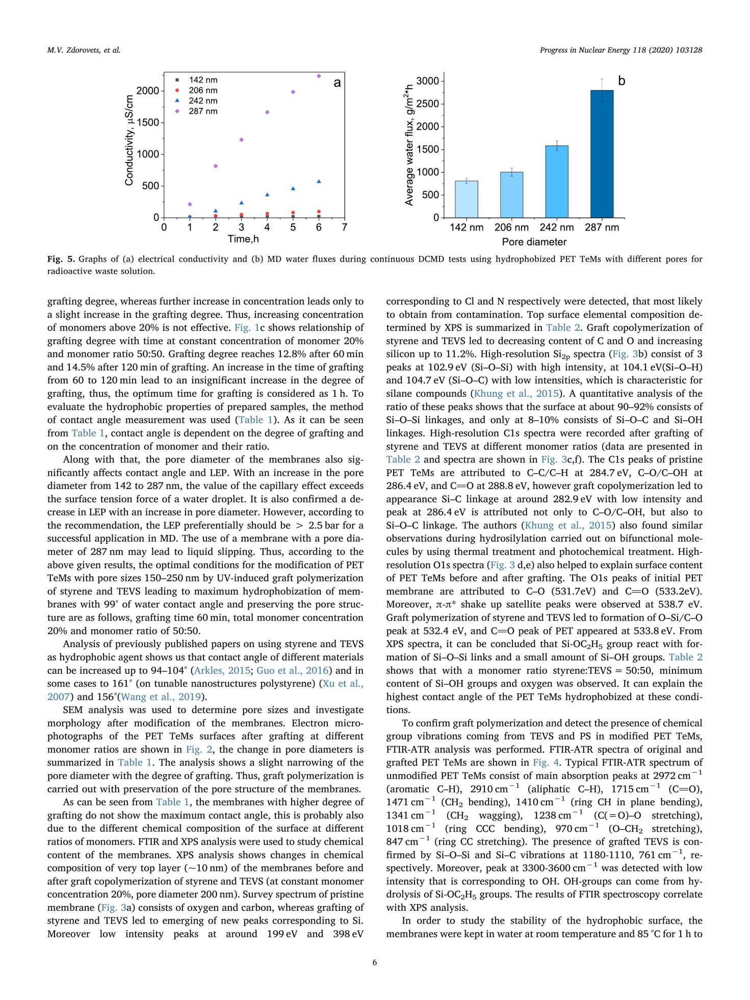 M.V. Zdorovets, et al.
Progress in Nuclear Energy 118 (2020) 103128
142 nm
206 nm
242 nm
287 nm
a
2000
1500
1000
500
0
Conductivity, μS/cm
0 1 2 3 4 5 6 7
Time,h
b
3000
2500
2000
1500
1000
500
0
Average water flux, g/m²*h
142 nm 206 nm 242 nm 287 nm
Pore diameter
Fig. 5. Graphs of (a) electrical conductivity and (b) MD water fluxes during continuous DCMD tests using hydrophobized PET TeMs with different pores for
radioactive waste solution.
grafting degree, whereas further increase in concentration leads only to
a slight increase in the grafting degree. Thus, increasing concentration
of monomers above 20% is not effective. Fig. 1c shows relationship of
grafting degree with time at constant concentration of monomer 20%
and monomer ratio 50:50. Grafting degree reaches 12.8% after 60 min
and 14.5% after 120 min of grafting. An increase in the time of grafting
from 60 to 120 min lead to an insignificant increase in the degree of
grafting, thus, the optimum time for grafting is considered as 1 h. To
evaluate the hydrophobic properties of prepared samples, the method
of contact angle measurement was used (Table 1). As it can be seen
from Table 1, contact angle is dependent on the degree of grafting and
on the concentration of monomer and their ratio.
Along with that, the pore diameter of the membranes also sig-
nificantly affects contact angle and LEP. With an increase in the pore
diameter from 142 to 287 nm, the value of the capillary effect exceeds
the surface tension force of a water droplet. It is also confirmed a de-
crease in LEP with an increase in pore diameter. However, according to
the recommendation, the LEP preferentially should be > 2.5 bar for a
successful application in MD. The use of a membrane with a pore dia-
meter of 287 nm may lead to liquid slipping. Thus, according to the
above given results, the optimal conditions for the modification of PET
TeMs with pore sizes 150–250 nm by UV-induced graft polymerization
of styrene and TEVS leading to maximum hydrophobization of mem-
branes with 99° of water contact angle and preserving the pore struc-
ture are as follows, grafting time 60 min, total monomer concentration
20% and monomer ratio of 50:50.
Analysis of previously published papers on using styrene and TEVS
as hydrophobic agent shows us that contact angle of different materials
can be increased up to 94–104° (Arkles, 2015; Guo et al., 2016) and in
some cases to 161° (on tunable nanostructures polystyrene) (Xu et al.,
2007) and 156°(Wang et al., 2019).
SEM analysis was used to determine pore sizes and investigate
morphology after modification of the membranes. Electron micro-
photographs of the PET TeMs surfaces after grafting at different
monomer ratios are shown in Fig. 2, the change in pore diameters is
summarized in Table 1. The analysis shows a slight narrowing of the
pore diameter with the degree of grafting. Thus, graft polymerization is
carried out with preservation of the pore structure of the membranes.
As can be seen from Table 1, the membranes with higher degree of
grafting do not show the maximum contact angle, this is probably also
due to the different chemical composition of the surface at different
ratios of monomers. FTIR and XPS analysis were used to study chemical
content of the membranes. XPS analysis shows changes in chemical
composition of very top layer (~10 nm) of the membranes before and
after graft copolymerization of styrene and TEVS (at constant monomer
concentration 20%, pore diameter 200 nm). Survey spectrum of pristine
membrane (Fig. 3a) consists of oxygen and carbon, whereas grafting of
styrene and TEVS led to emerging of new peaks corresponding to Si.
Moreover low intensity peaks at around 199 eV and 398 eV
corresponding to Cl and N respectively were detected, that most likely
to obtain from contamination. Top surface elemental composition de-
termined by XPS is summarized in Table 2. Graft copolymerization of
styrene and TEVS led to decreasing content of C and O and increasing
silicon up to 11.2%. High-resolution Si₂ₚ spectra (Fig. 3b) consist of 3
peaks at 102.9 eV (Si–O–Si) with high intensity, at 104.1 eV(Si–O–H)
and 104.7 eV (Si–O–C) with low intensities, which is characteristic for
silane compounds (Khung et al., 2015). A quantitative analysis of the
ratio of these peaks shows that the surface at about 90–92% consists of
Si–O–Si linkages, and only at 8–10% consists of Si–O–C and Si–OH
linkages. High-resolution C1s spectra were recorded after grafting of
styrene and TEVS at different monomer ratios (data are presented in
Table 2 and spectra are shown in Fig. 3c,f). The C1s peaks of pristine
PET TeMs are attributed to C–C/C–H at 284.7 eV, C–O/C–OH at
286.4 eV, and C=O at 288.8 eV, however graft copolymerization led to
appearance Si–C linkage at around 282.9 eV with low intensity and
peak at 286.4 eV is attributed not only to C–O/C–OH, but also to
Si–O–C linkage. The authors (Khung et al., 2015) also found similar
observations during hydrosilylation carried out on bifunctional mole-
cules by using thermal treatment and photochemical treatment. High-
resolution O1s spectra (Fig. 3 d,e) also helped to explain surface content
of PET TeMs before and after grafting. The O1s peaks of initial PET
membrane are attributed to C–O (531.7eV) and C=O (533.2eV).
Moreover, π-π* shake up satellite peaks were observed at 538.7 eV.
Graft polymerization of styrene and TEVS led to formation of O–Si/C–O
peak at 532.4 eV, and C=O peak of PET appeared at 533.8 eV. From
XPS spectra, it can be concluded that Si-OC₂H₅ group react with for-
mation of Si–O–Si links and a small amount of Si–OH groups. Table 2
shows that with a monomer ratio styrene:TEVS = 50:50, minimum
content of Si–OH groups and oxygen was observed. It can explain the
highest contact angle of the PET TeMs hydrophobized at these condi-
tions.
To confirm graft polymerization and detect the presence of chemical
group vibrations coming from TEVS and PS in modified PET TeMs,
FTIR-ATR analysis was performed. FTIR-ATR spectra of original and
grafted PET TeMs are shown in Fig. 4. Typical FTIR-ATR spectrum of
unmodified PET TeMs consist of main absorption peaks at 2972 cm⁻¹
(aromatic C–H), 2910 cm⁻¹ (aliphatic C–H), 1715 cm⁻¹ (C=O),
1471 cm⁻¹ (CH₂ bending), 1410 cm⁻¹ (ring CH in plane bending),
1341 cm⁻¹ (CH₂ wagging), 1238 cm⁻¹ (C(=O)–O stretching),
1018 cm⁻¹ (ring CCC bending), 970 cm⁻¹ (O–CH₂ stretching),
847 cm⁻¹ (ring CC stretching). The presence of grafted TEVS is con-
firmed by Si–O–Si and Si–C vibrations at 1180-1110, 761 cm⁻¹, re-
spectively. Moreover, peak at 3300-3600 cm⁻¹ was detected with low
intensity that is corresponding to OH. OH-groups can come from hy-
drolysis of Si-OC₂H₅ groups. The results of FTIR spectroscopy correlate
with XPS analysis.
In order to study the stability of the hydrophobic surface, the
membranes were kept in water at room temperature and 85 °C for 1 h to
6